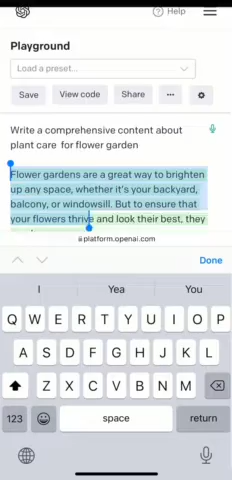 Help
Playground
Load a preset...
Save View code Share ...
Write a comprehensive content about
plant care for flower garden
Flower gardens are a great way to brighten
up any space, whether it's your backyard,
balcony, or windowsill. But to ensure that
your flowers thrive and look their best, they
platform.openai.com
Done
I Yea You
Q W E R T Y U I O P
A S D F G H J K L
Z X C V B N M
123 space return